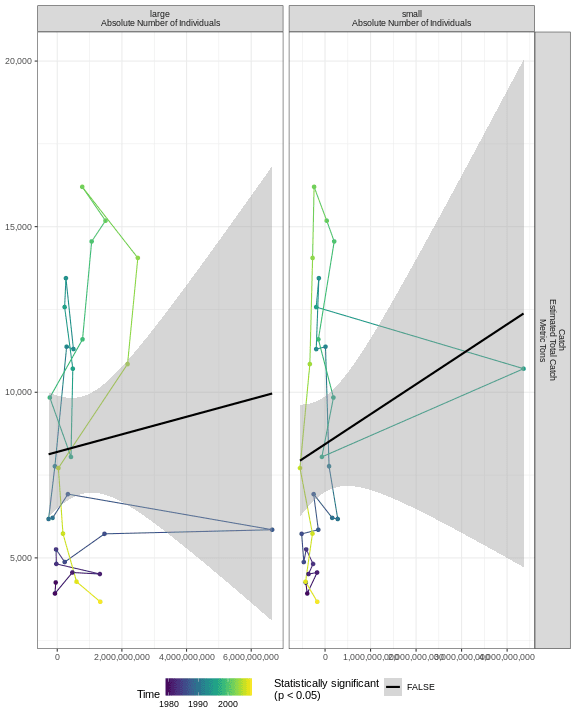 large
Absolute Number of Individuals
small
Absolute Number of Individuals
20,000
15,000
10,000
5,000
Catch
Estimated Total Catch
Metric Tons
0
2,000,000,000
4,000,000,000
6,000,000,000
0
1,000,000,000
2,000,000,000
3,000,000,000
4,000,000,000
Time
1980 1990 2000
Statistically significant
(p < 0.05)
FALSE